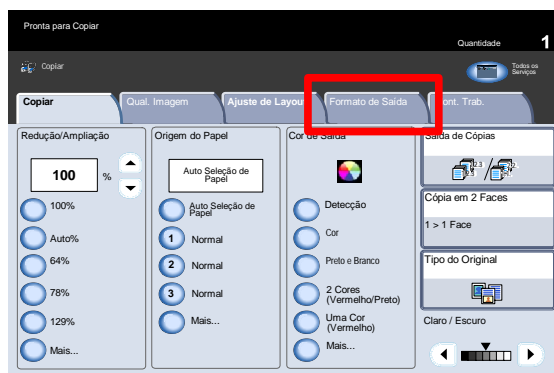 Pronta para Copiar
Quantidade 1
Copiar
Todos os
Serviços
Copiar
Qual. Imagem
Ajuste de Layout
Formato de Saída
Cont. Trab.
Redução/Ampliação
100 %
100%
Auto%
64%
78%
129%
Mais...
Origem do Papel
Auto Seleção de
Papel
Auto Seleção de
Papel
1 Normal
2 Normal
3 Normal
Mais...
Cor de Saída
Detecção
Cor
Preto e Branco
2 Cores
(Vermelho/Preto)
Uma Cor
(Vermelho)
Mais...
Saída de Cópias
Cópia em 2 Faces
1 > 1 Face
Tipo do Original
Claro / Escuro